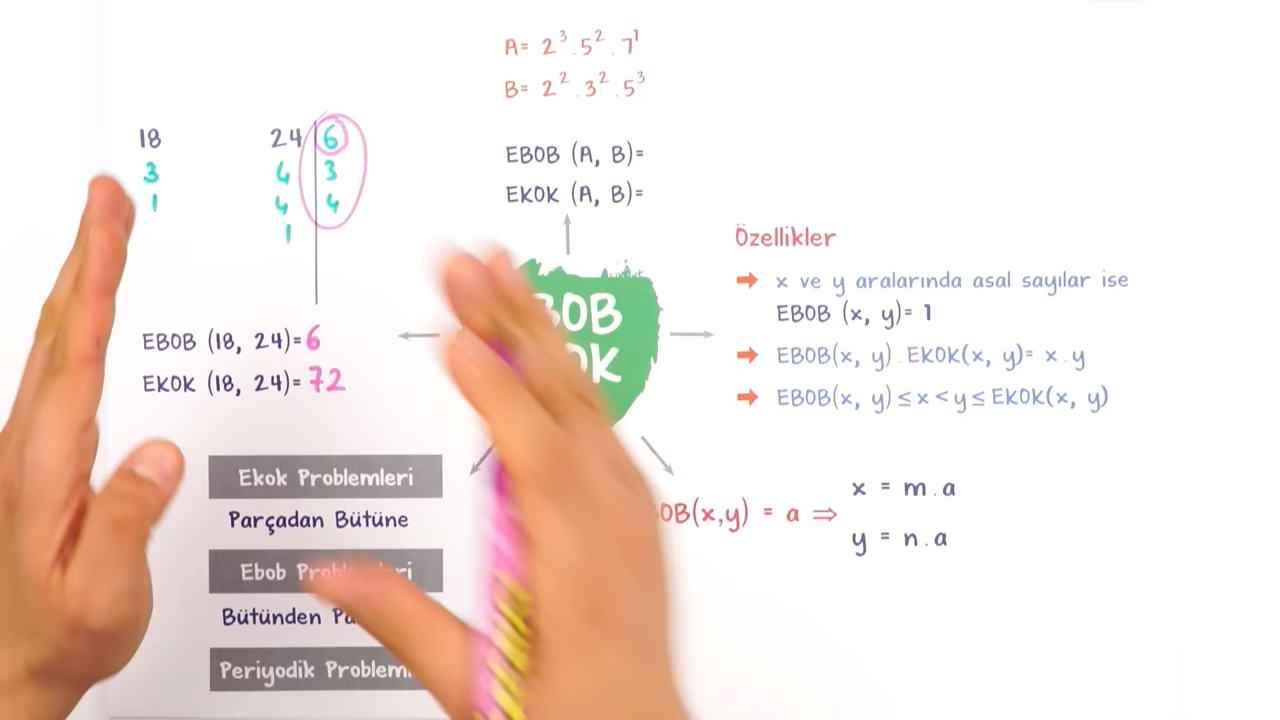 A= 2³ . 5² . 7¹
B= 2² . 3² . 5³
18 24 | 6
3 4 | 3
1 4 | 4
1
EBOB (A, B)=
EKOK (A, B)=
EBOB (18, 24)= 6
EKOK (18, 24)= 72
Özellikler
x ve y aralarında asal sayılar ise
EBOB (x, y)= 1
EBOB(x, y) . EKOK(x, y)= x . y
EBOB(x, y) ≤ x < y ≤ EKOK(x, y)
Ekok Problemleri
Parçadan Bütüne
Ebob
Bütünden
Periyodik
(x,y) = a ⇒
x = m . a
y = n . a